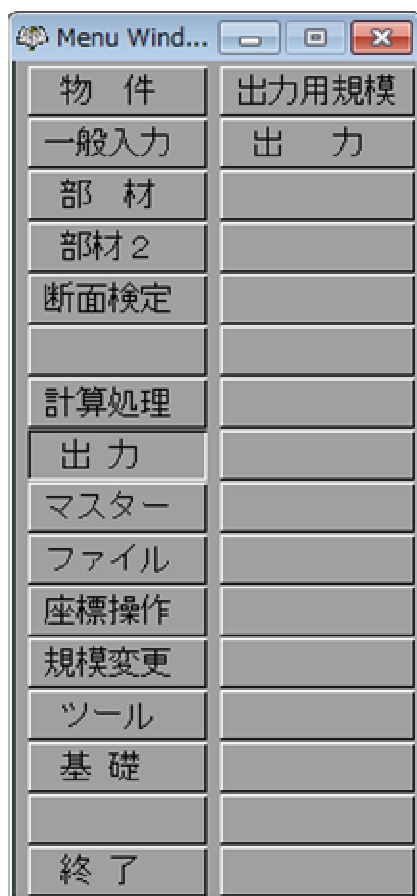 Menu Wind...
物 件 出力用規模
一般入力 出 力
部 材
部材2
断面検定
計算処理
出 力
マスター
ファイル
座標操作
規模変更
ツール
基 礎
終 了